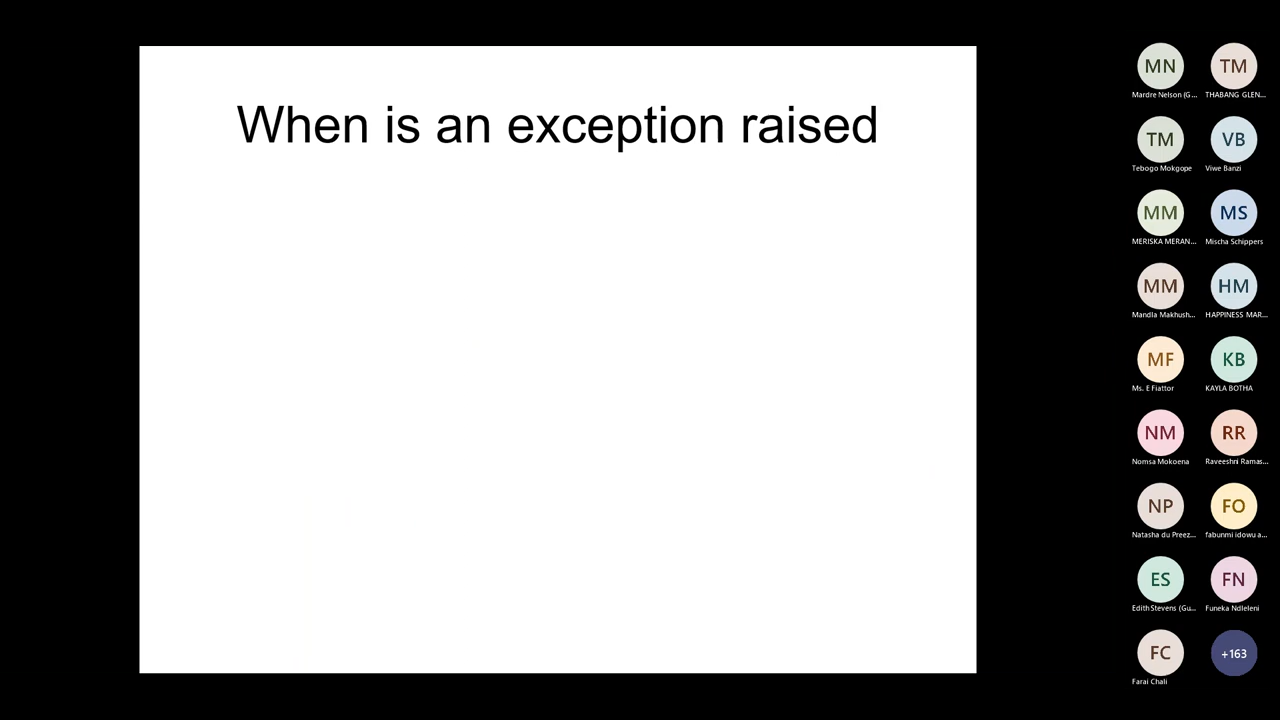 When is an exception raised
MN
TM
Mardre Nelson (G...
THABANG GLEN...
TM
VB
Tebogo Mokgope
Viwe Banzi
MM
MS
MERISKA MERAN...
Mischa Schippers
MM
HM
Mandla Makhush...
HAPPINESS MAR...
MF
KB
Ms. E Fiattor
KAYLA BOTHA
NM
RR
Nomsa Mokoena
Raveeshni Ramas...
NP
FO
Natasha du Preez...
fabunmi idowu a...
ES
FN
Edith Stevens (Gu...
Funeka Ndleleni
FC
+163
Farai Chali